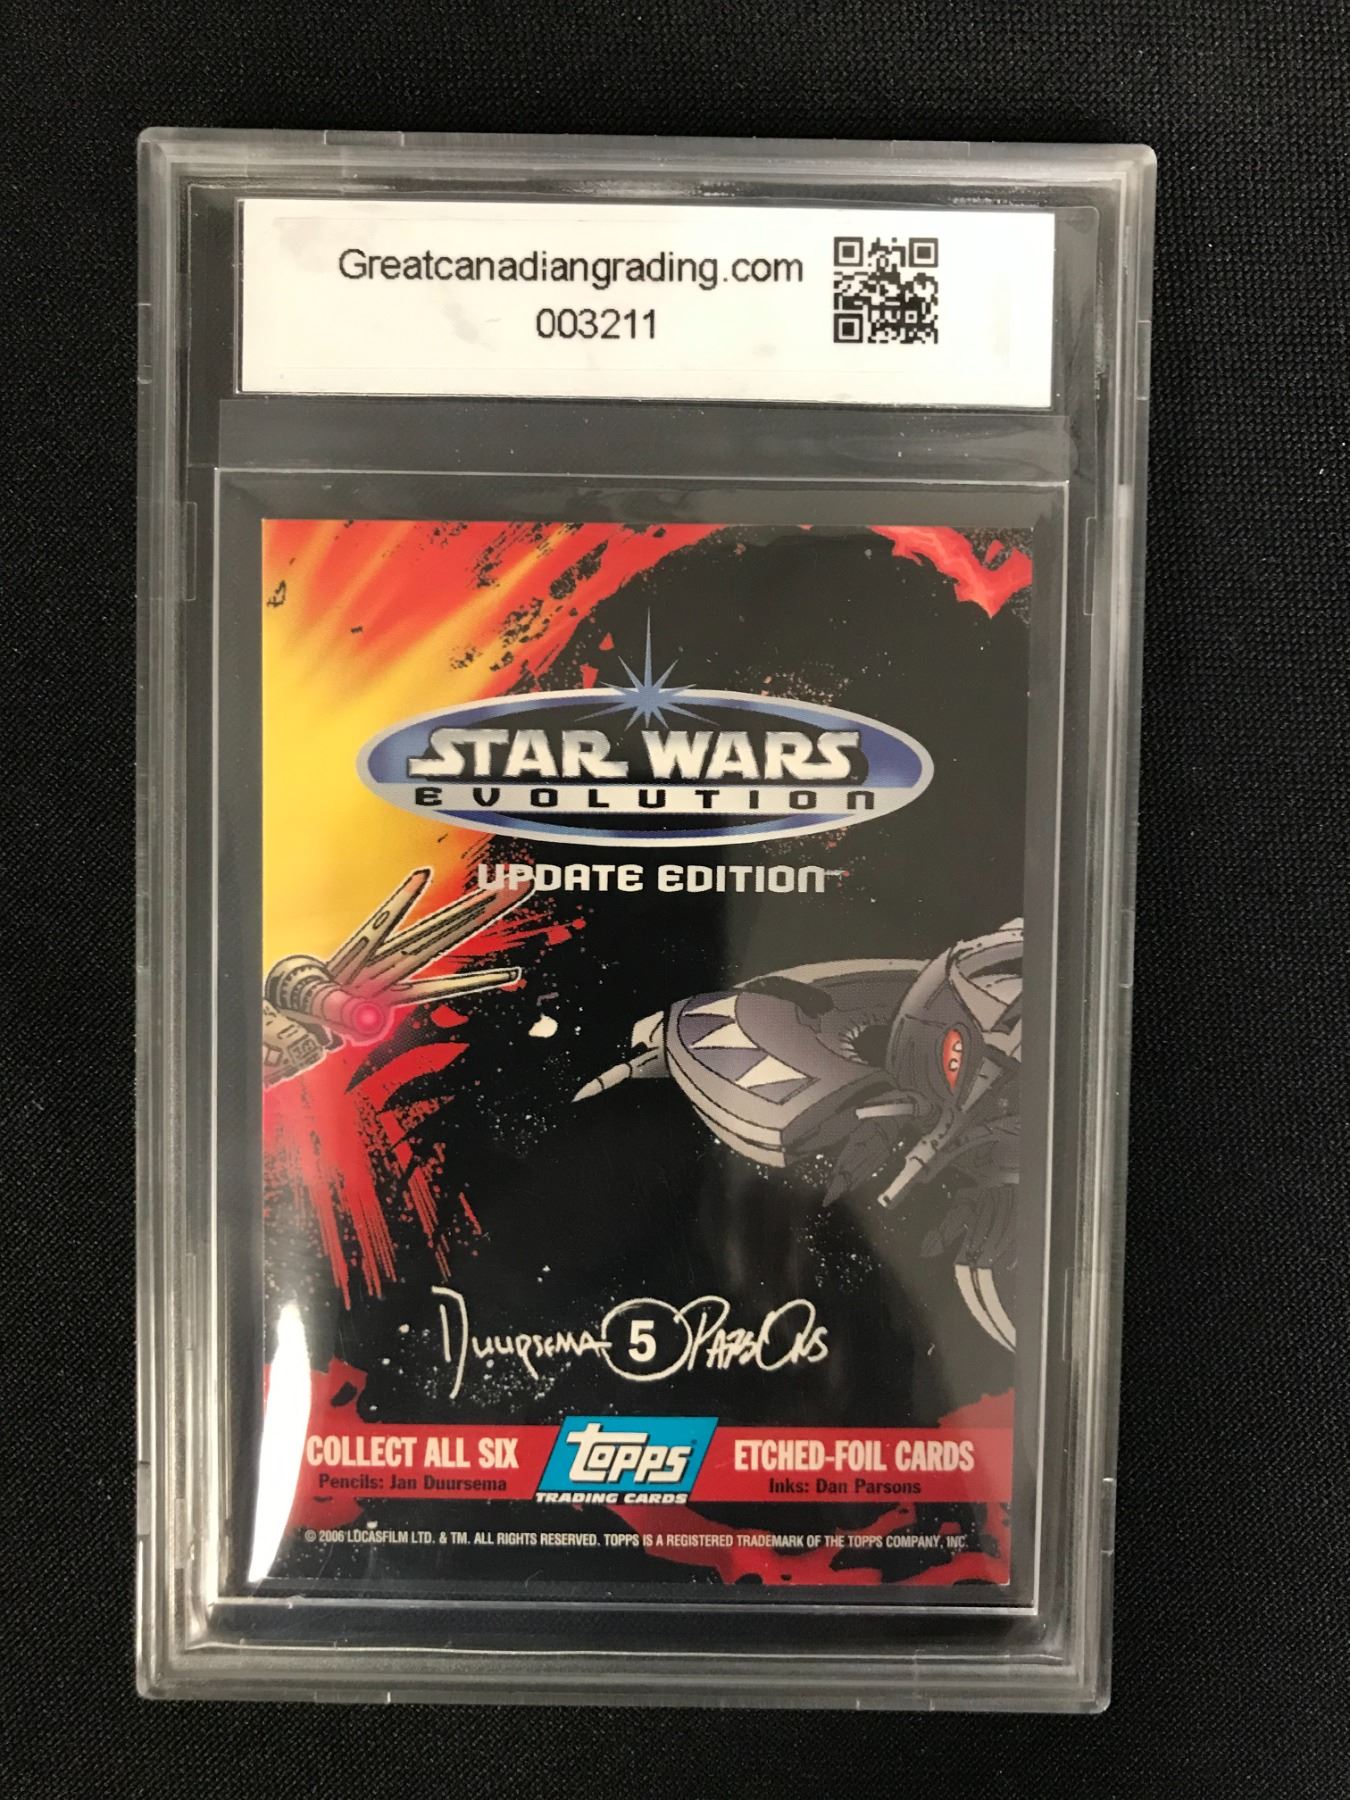 Greatcanadiangrading.com
003211
STAR WARS
EVOLUTION
UPDATE EDITION
DUURSEMA 5 PARSONS
COLLECT ALL SIX
Pencils: Jan Duursema
topps
TRADING CARDS
ETCHED-FOIL CARDS
Inks: Dan Parsons
© 2006 LUCASFILM LTD. & TM. ALL RIGHTS RESERVED. TOPPS IS A REGISTERED TRADEMARK OF THE TOPPS COMPANY, INC.